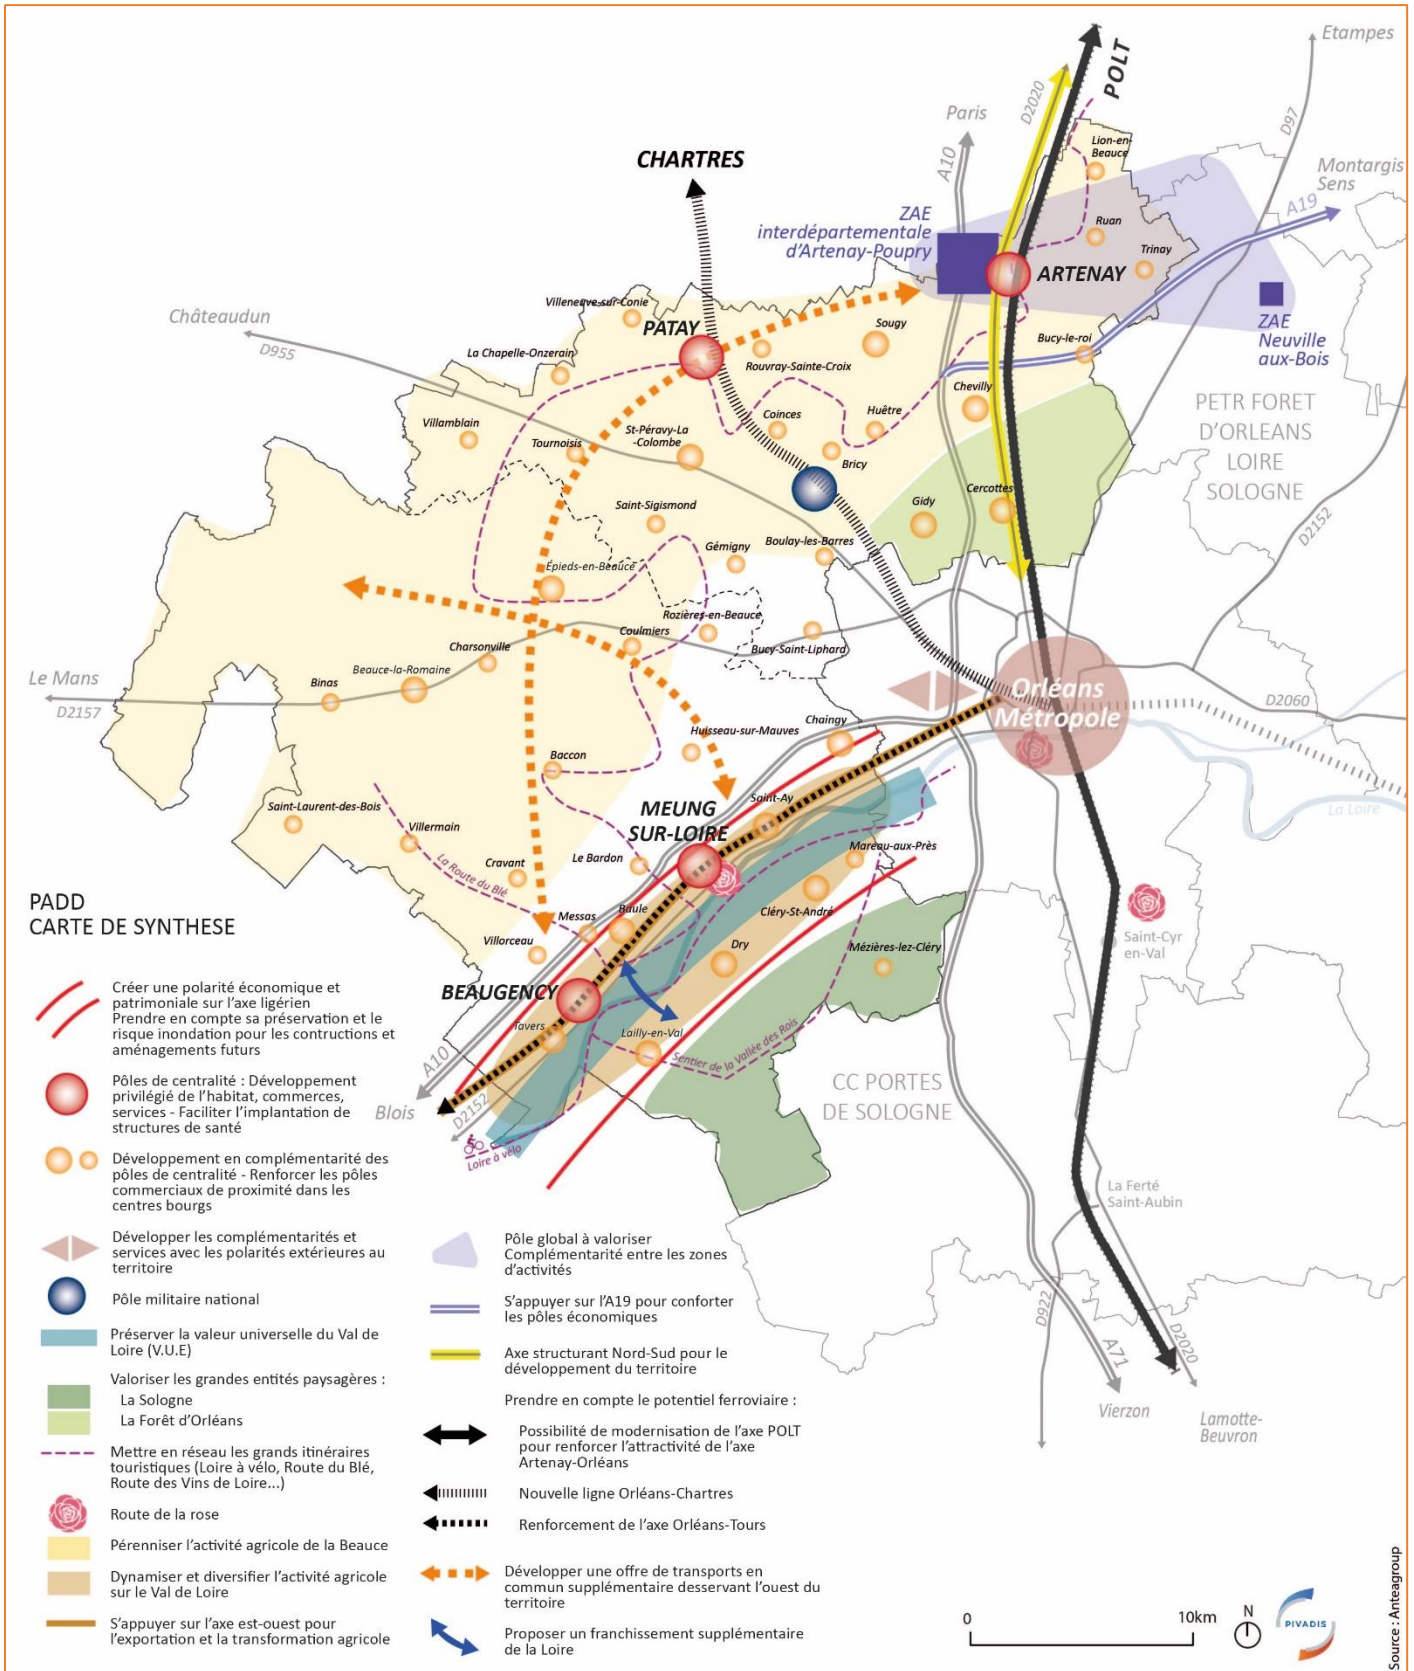 Etampes
POLT
D2020
Paris
A10
D97
Lion-en-
Beauce
CHARTRES
Montargis
Sens
A19
ZAE
interdépartementale
d'Artenay-Poupry
Ruan
Trinay
ARTENAY
Châteaudun
D955
Villeneuve-sur-Conie
PATAY
Sougy
Bucy-le-roi
ZAE
Neuville
aux-Bois
La Chapelle-Onzerain
Rouvray-Sainte-Croix
Chevilly
PETR FORET
D'ORLEANS
LOIRE
SOLOGNE
Villamblain
Tournoisis
St-Péravy-La
-Colombe
Coinces
Huêtre
Bricy
Gidy
Cercottes
D2152
Saint-Sigismond
Gémigny
Boulay-les-Barres
Épieds-en-Beauce
Rozières-en-Beauce
Coulmiers
Bucy-Saint-Liphard
Charsonville
Beauce-la-Romaine
Binas
Le Mans
D2157
Orléans
Métropole
D2060
Chaingy
Huisseau-sur-Mauves
Baccon
La Loire
Saint-Laurent-des-Bois
Villermain
MEUNG
SUR-LOIRE
Saint-Ay
Mareau-aux-Près
La Route du Blé
Cravant
Le Bardon
Cléry-St-André
Messas
Baule
Villorceau
Dry
Mézières-lez-Cléry
Saint-Cyr
en-Val
BEAUGENCY
Tavers
Lailly-en-Val
Sentier de la Vallée des Rois
A10
Blois
D2152
Loire à vélo
CC PORTES
DE SOLOGNE
La Ferté
Saint-Aubin
D922
A71
D2020
Vierzon
Lamotte-
Beuvron
PADD
CARTE DE SYNTHESE
Créer une polarité économique et
patrimoniale sur l'axe ligérien
Prendre en compte sa préservation et le
risque inondation pour les contructions et
aménagements futurs
Pôles de centralité : Développement
privilégié de l'habitat, commerces,
services - Faciliter l'implantation de
structures de santé
Développement en complémentarité des
pôles de centralité - Renforcer les pôles
commerciaux de proximité dans les
centres bourgs
Développer les complémentarités et
services avec les polarités extérieures au
territoire
Pôle militaire national
Préserver la valeur universelle du Val de
Loire (V.U.E)
Valoriser les grandes entités paysagères :
La Sologne
La Forêt d'Orléans
Mettre en réseau les grands itinéraires
touristiques (Loire à vélo, Route du Blé,
Route des Vins de Loire...)
Route de la rose
Pérenniser l'activité agricole de la Beauce
Dynamiser et diversifier l'activité agricole
sur le Val de Loire
S'appuyer sur l'axe est-ouest pour
l'exportation et la transformation agricole
Pôle global à valoriser
Complémentarité entre les zones
d'activités
S'appuyer sur l'A19 pour conforter
les pôles économiques
Axe structurant Nord-Sud pour le
développement du territoire
Prendre en compte le potentiel ferroviaire :
Possibilité de modernisation de l'axe POLT
pour renforcer l'attractivité de l'axe
Artenay-Orléans
Nouvelle ligne Orléans-Chartres
Renforcement de l'axe Orléans-Tours
Développer une offre de transports en
commun supplémentaire desservant l'ouest du
territoire
Proposer un franchissement supplémentaire
de la Loire
0
10km
N
PIVADIS
Source : Anteagroup